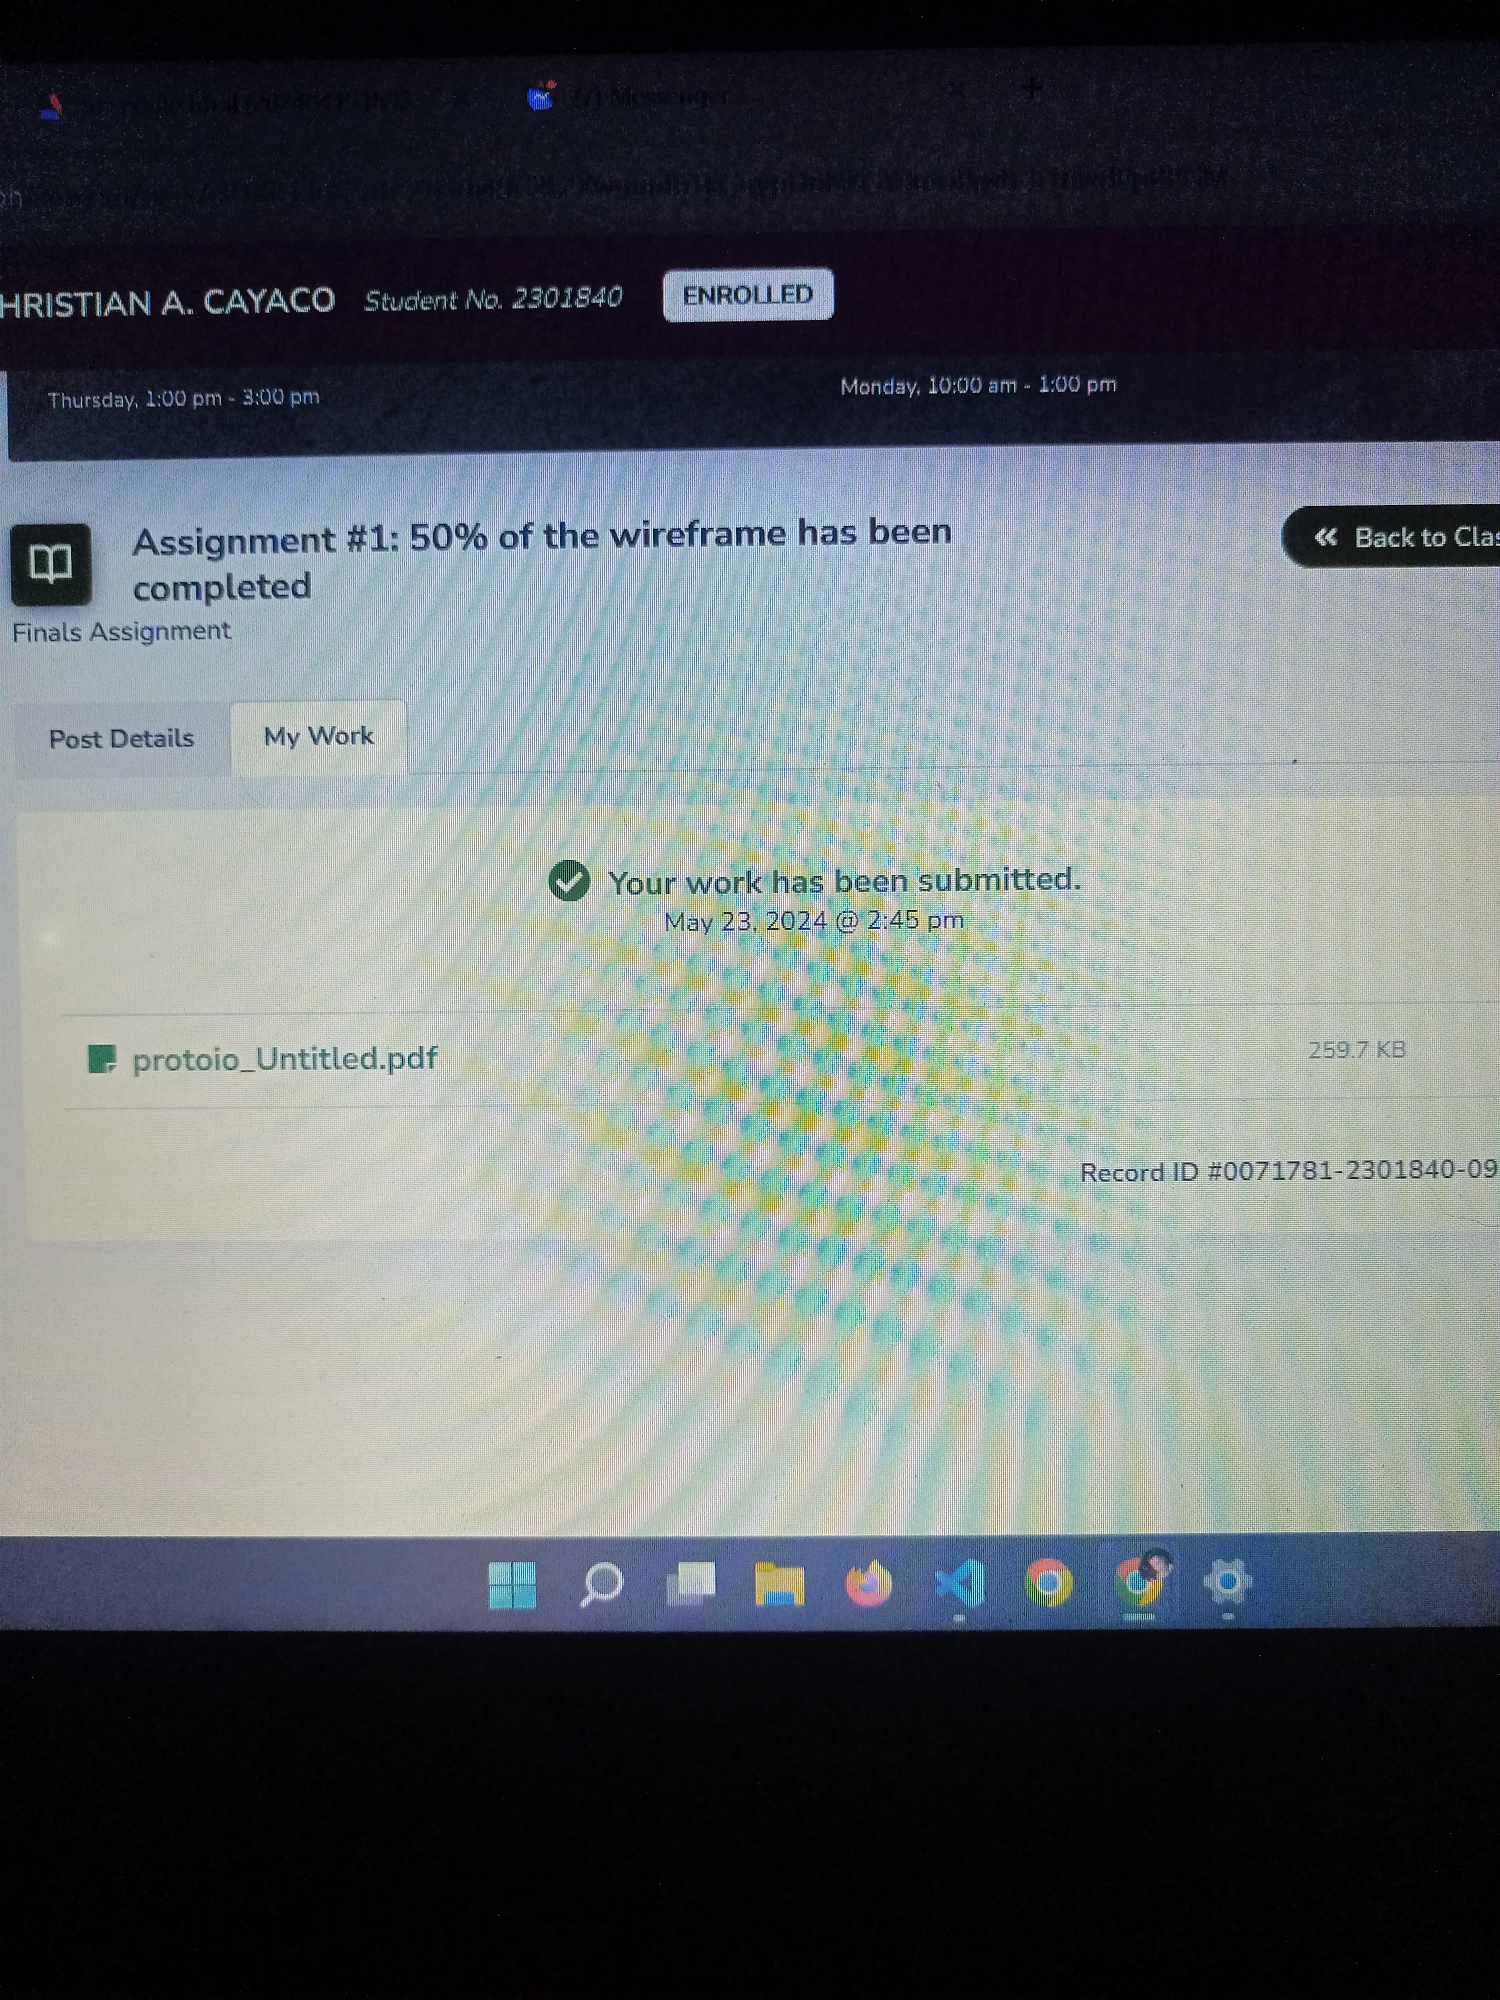 Messenger
HRISTIAN A. CAYACO Student No. 2301840 ENROLLED
Thursday, 1:00 pm - 3:00 pm Monday, 10:00 am - 1:00 pm
Assignment #1: 50% of the wireframe has been
completed
« Back to Clas
Finals Assignment
Post Details My Work
Your work has been submitted.
May 23, 2024 @ 2:45 pm
protoio_Untitled.pdf 259.7 KB
Record ID #0071781-2301840-09